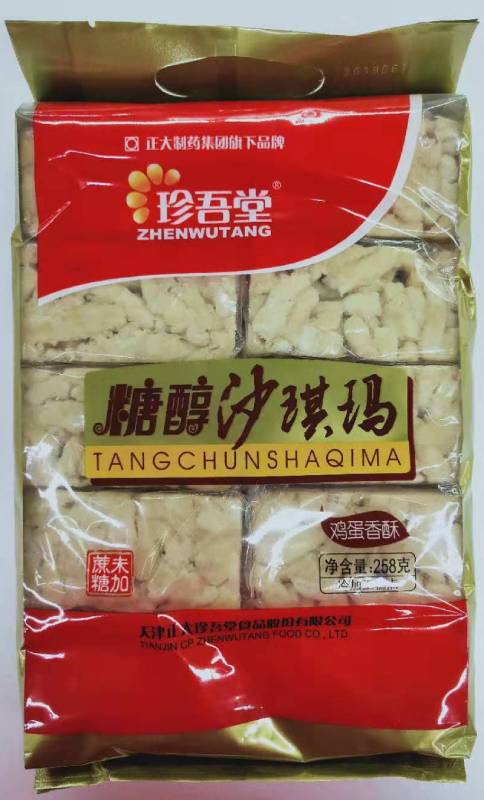 正大制药集团旗下品牌
珍吾堂®
ZHENWUTANG
糖醇沙琪玛
TANGCHUNSHAQIMA
鸡蛋香酥
净含量:258克
未加
蔗糖
天津正大珍吾堂食品股份有限公司
TIANJIN CP ZHENWUTANG FOOD CO., LTD